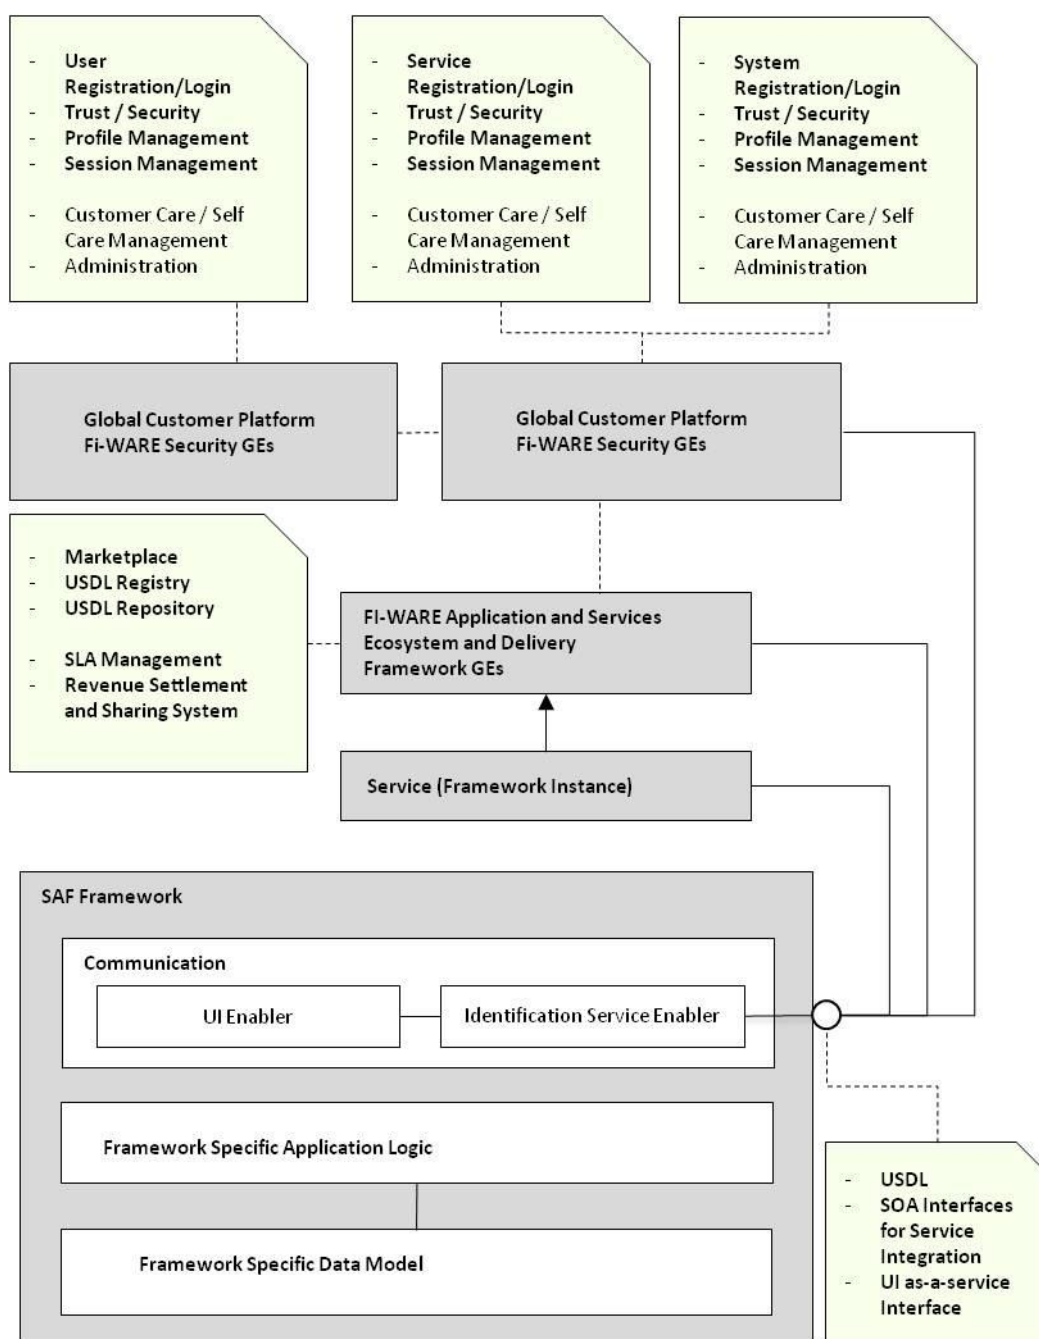 - User
Registration/Login
- Trust / Security
- Profile Management
- Session Management
- Customer Care / Self
Care Management
- Administration
- Service
Registration/Login
- Trust / Security
- Profile Management
- Session Management
- Customer Care / Self
Care Management
- Administration
- System
Registration/Login
- Trust / Security
- Profile Management
- Session Management
- Customer Care / Self
Care Management
- Administration
Global Customer Platform
Fi-WARE Security GEs
Global Customer Platform
Fi-WARE Security GEs
- Marketplace
- USDL Registry
- USDL Repository
- SLA Management
- Revenue Settlement
and Sharing System
FI-WARE Application and Services
Ecosystem and Delivery
Framework GEs
Service (Framework Instance)
SAF Framework
Communication
UI Enabler
Identification Service Enabler
Framework Specific Application Logic
Framework Specific Data Model
- USDL
- SOA Interfaces
for Service
Integration
- UI as-a-service
Interface